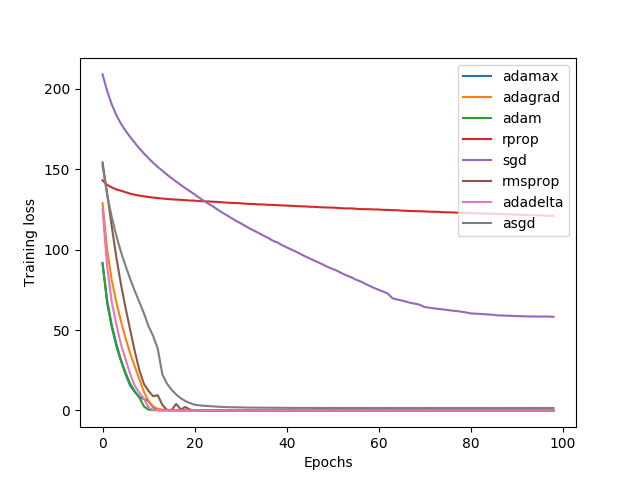 200
150
100
50
0
Training loss
0 20 40 60 80 100
Epochs
adamax
adagrad
adam
rprop
sgd
rmsprop
adadelta
asgd